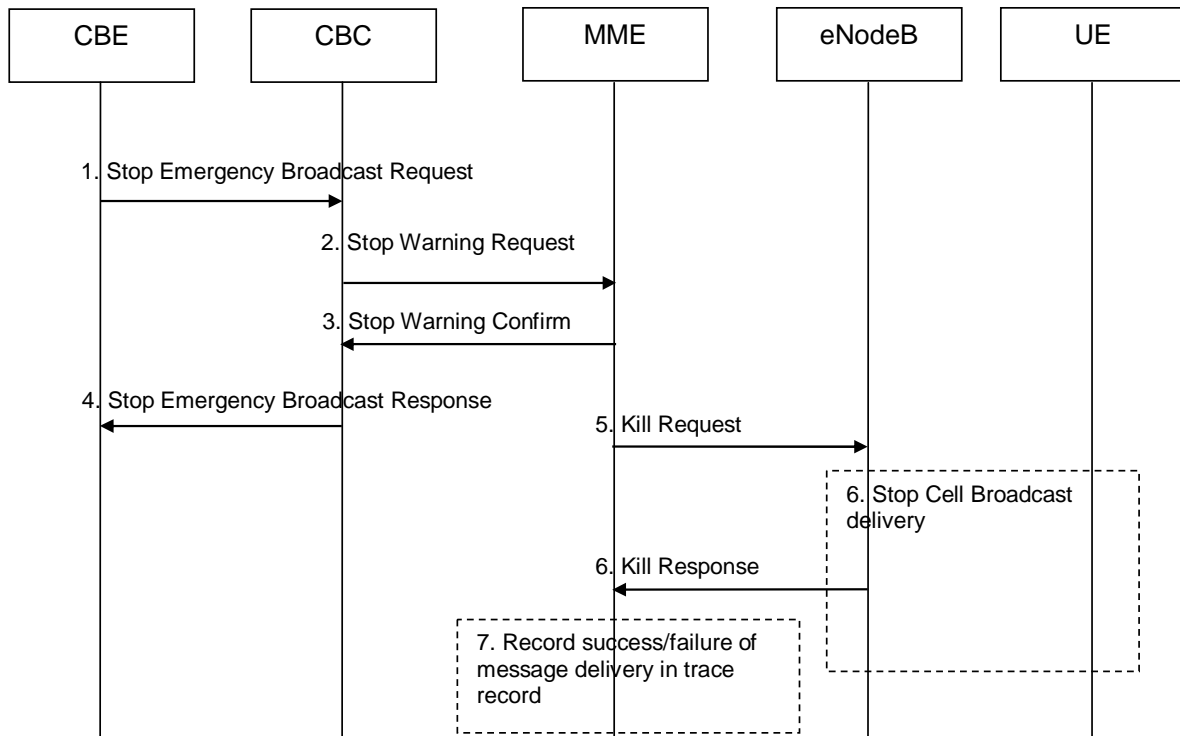 CBE
CBC
MME
eNodeB
UE
1. Stop Emergency Broadcast Request
2. Stop Warning Request
3. Stop Warning Confirm
4. Stop Emergency Broadcast Response
5. Kill Request
6. Stop Cell Broadcast
delivery
6. Kill Response
7. Record success/failure of
message delivery in trace
record